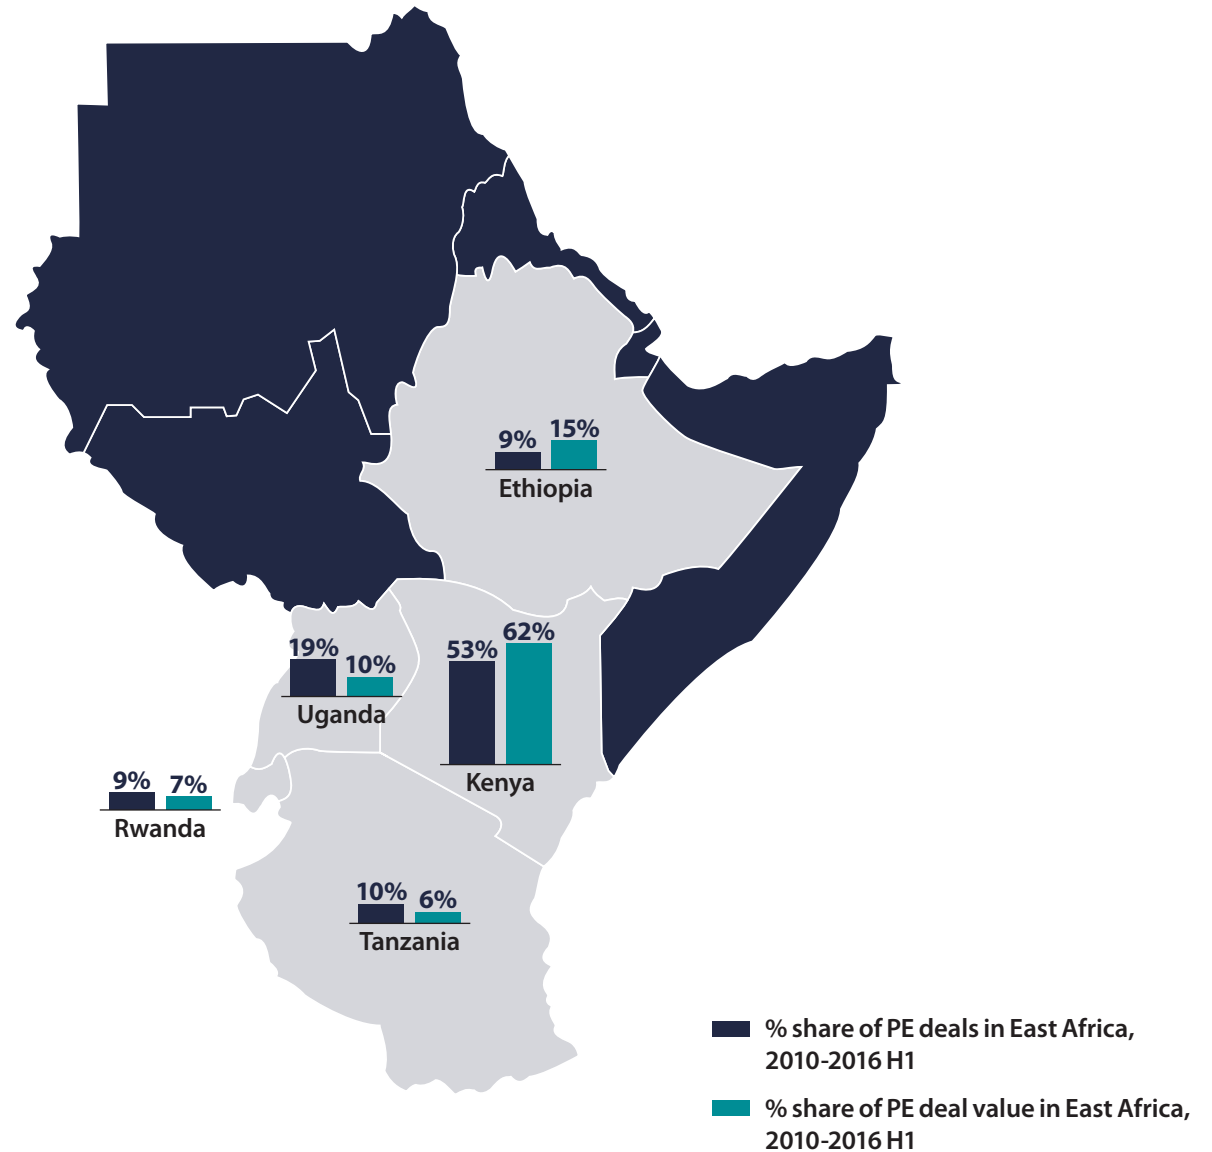 9% 15%
Ethiopia
19% 10%
Uganda
53% 62%
Kenya
9% 7%
Rwanda
10% 6%
Tanzania
% share of PE deals in East Africa,
2010-2016 H1
% share of PE deal value in East Africa,
2010-2016 H1